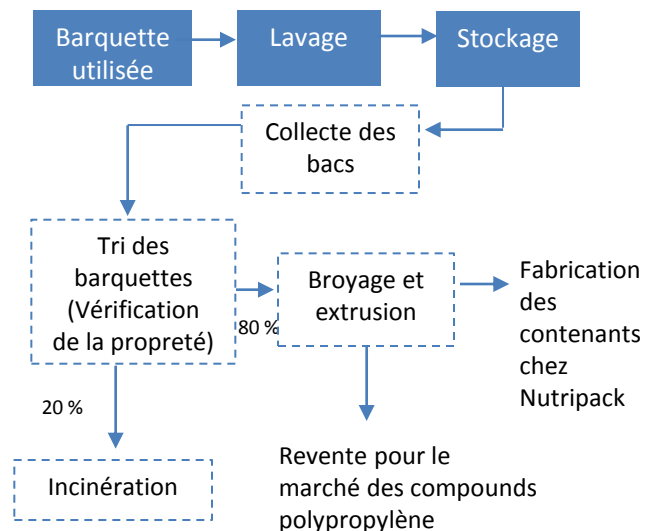 Barquette
utilisée
Lavage
Stockage
Collecte des
bacs
Tri des
barquettes
(Vérification
de la propreté)
80 %
Broyage et
extrusion
Fabrication
des
contenants
chez
Nutripack
20 %
Incinération
Revente pour le
marché des compounds
polypropylène